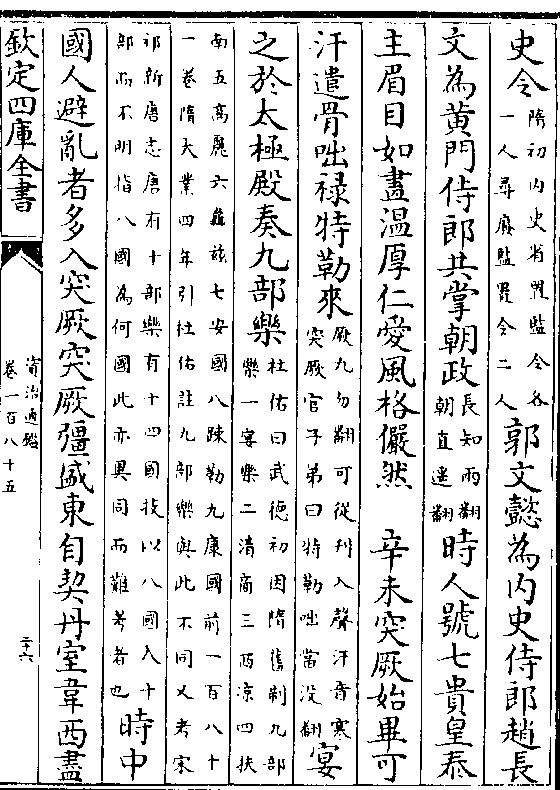 史令隋初内史省置監令各
一人尋廢監置令二人郭文懿為内史侍郎趙長
文為黄門侍郎共掌朝政長知兩翻
朝直遥翻時人號七貴皇泰
主眉目如畫温厚仁愛風格儼然　辛未突厥始畢可
汗遣骨咄禄特勒來厥九勿翻可從刋入聲汗音寒
突厥官子弟曰特勒咄當没翻宴
之於太極殿奏九部樂杜佑曰武德初因隋舊制九部
樂一宴樂二清商三西凉四扶
南五髙麗六龜兹七安國八疎勒九康國前一百八十
一卷隋大業四年引杜佑註九部樂與此不同又考宋
祁新唐志唐有十部樂有十四國技以八國入十
部而不明指八國為何國此亦異同而難考者也時中
國人避亂者多入突厥突厥彊盛東自契丹室韋西盡
欽定四庫全書
資治通鑑
卷一百八十五
二十六